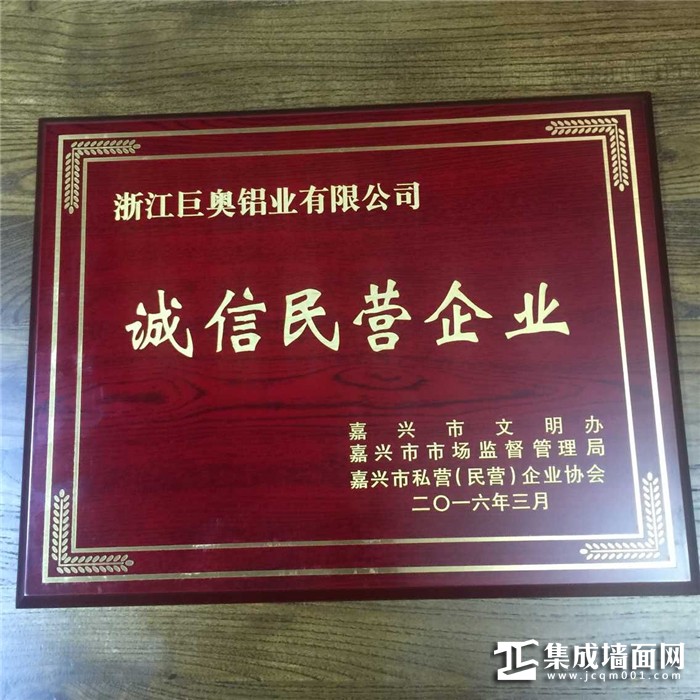 浙江巨奥铝业有限公司
诚信民营企业
嘉兴市文明办
嘉兴市市场监督管理局
嘉兴市私营(民营)企业协会
二〇一六年三月
集成墙面网
www.jcqm001.com